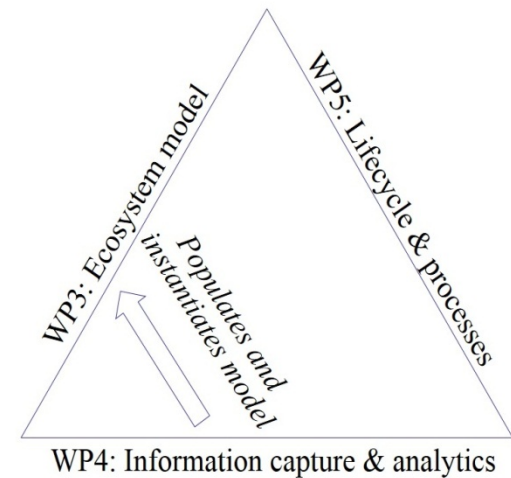 WP3: Ecosystem model
WP5: Lifecycle & processes
Populates and
instantiates model
WP4: Information capture & analytics